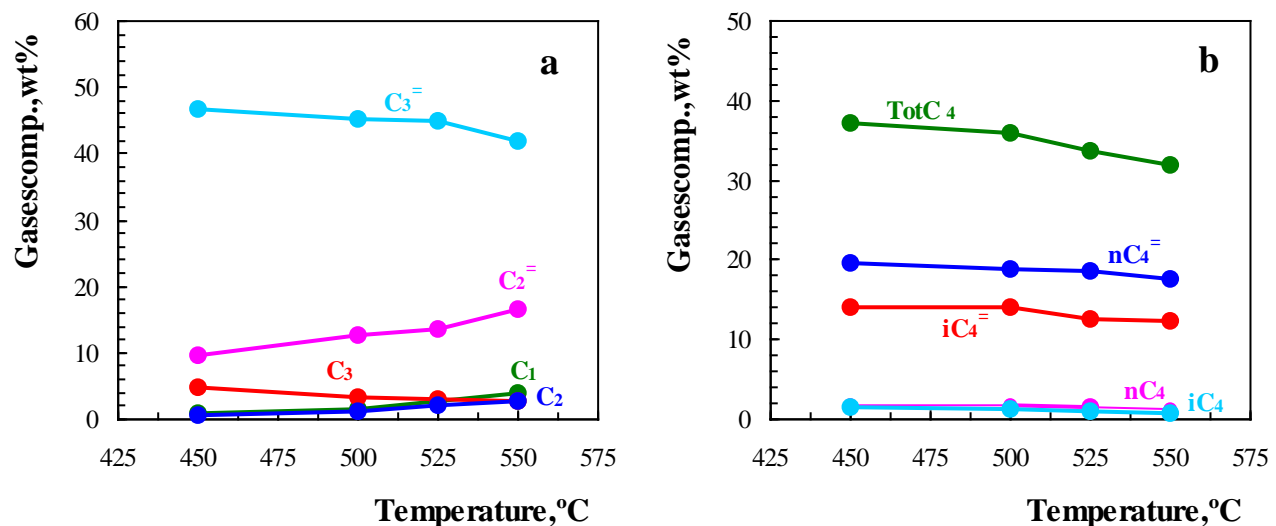 a
Gasescomp.,wt%
60
50
40
30
20
10
0
C3=
C2=
C3
C1
C2
425 450 475 500 525 550 575
Temperature,ºC
b
Gasescomp.,wt%
50
40
30
20
10
0
TotC 4
nC4=
iC4=
nC4
iC4
425 450 475 500 525 550 575
Temperature,ºC